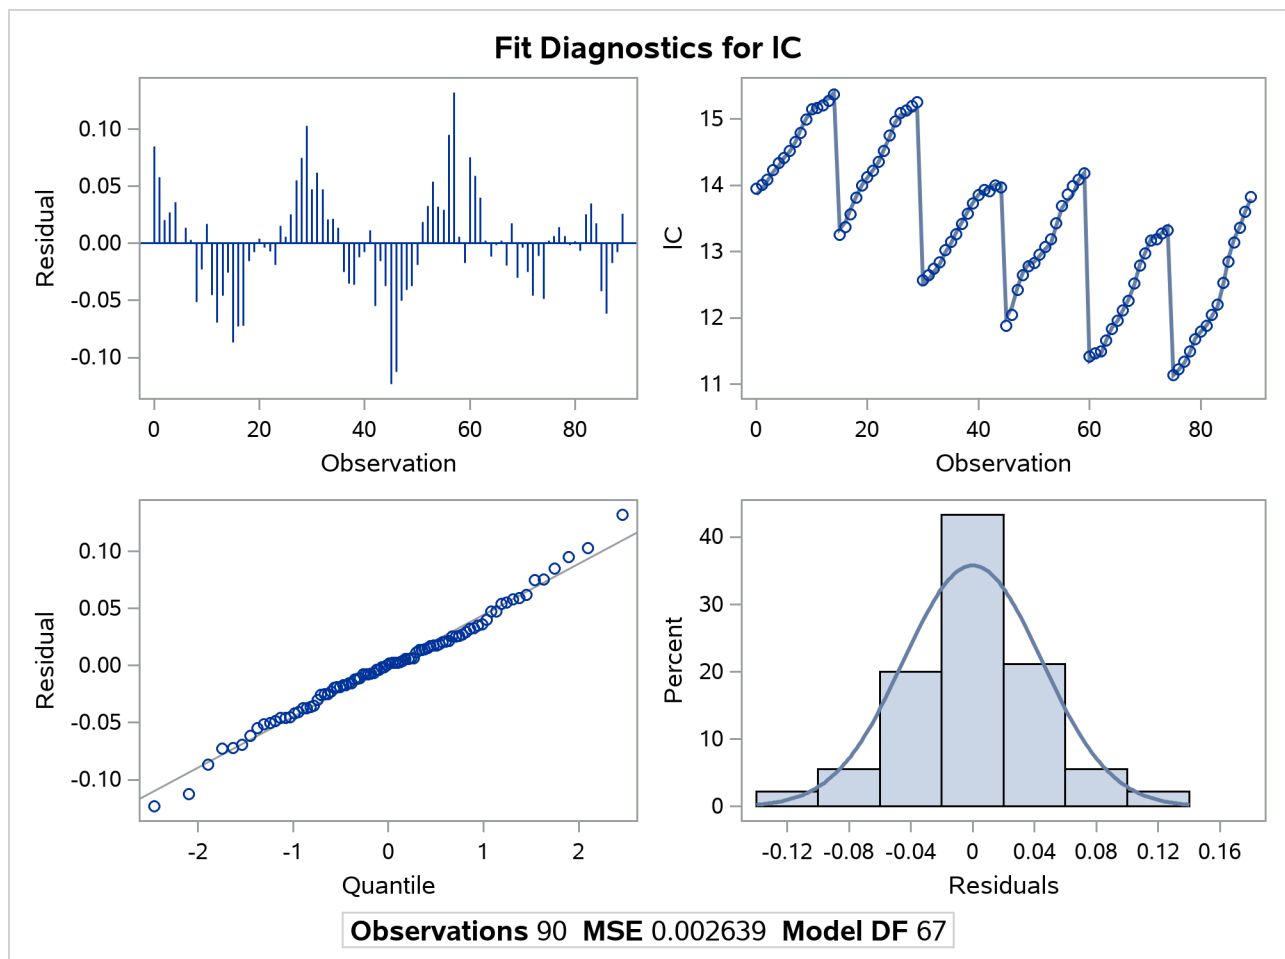 Fit Diagnostics for lC
Residual
0.10
0.05
0.00
-0.05
-0.10
0 20 40 60 80
Observation
lC
15
14
13
12
11
0 20 40 60 80
Observation
Residual
0.10
0.05
0.00
-0.05
-0.10
-2 -1 0 1 2
Quantile
Percent
40
30
20
10
0
-0.12 -0.08 -0.04 0 0.04 0.08 0.12 0.16
Residuals
Observations 90 MSE 0.002639 Model DF 67